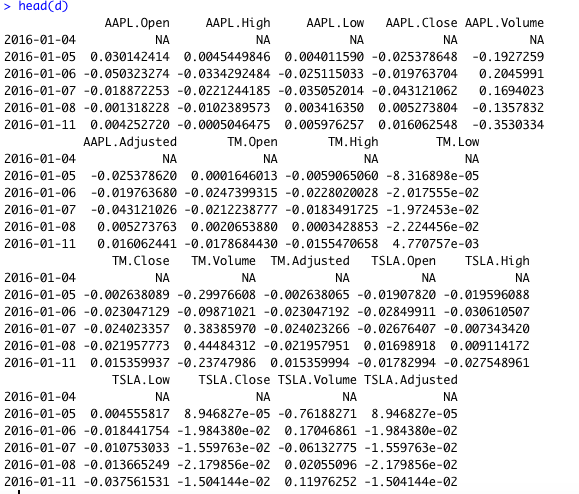 > head(d)
AAPL.Open AAPL.High AAPL.Low AAPL.Close AAPL.Volume
2016-01-04 NA NA NA NA NA
2016-01-05 0.030142414 0.0045449846 0.004011590 -0.025378648 -0.1927259
2016-01-06 -0.050323274 -0.0334292484 -0.025115033 -0.019763704 0.2045991
2016-01-07 -0.018872253 -0.0221244185 -0.035052014 -0.043121062 0.1694023
2016-01-08 -0.001318228 -0.0102389573 0.003416350 0.005273804 -0.1357832
2016-01-11 0.004252720 -0.0005046475 0.005976257 0.016062548 -0.3530334
AAPL.Adjusted TM.Open TM.High TM.Low
2016-01-04 NA NA NA NA
2016-01-05 -0.025378620 0.0001646013 -0.0059065060 -8.316898e-05
2016-01-06 -0.019763680 -0.0247399315 -0.0228020028 -2.017555e-02
2016-01-07 -0.043121026 -0.0212238777 -0.0183491725 -1.972453e-02
2016-01-08 0.005273763 0.0020653880 0.0003428853 -2.224456e-02
2016-01-11 0.016062441 -0.0178684430 -0.0155470658 4.770757e-03
TM.Close TM.Volume TM.Adjusted TSLA.Open TSLA.High
2016-01-04 NA NA NA NA NA
2016-01-05 -0.002638089 -0.29976608 -0.002638065 -0.01907820 -0.019596088
2016-01-06 -0.023047129 -0.09871021 -0.023047192 -0.02849911 -0.030610507
2016-01-07 -0.024023357 0.38385970 -0.024023266 -0.02676407 -0.007343420
2016-01-08 -0.021957773 0.44484312 -0.021957951 0.01698918 0.009114172
2016-01-11 0.015359937 -0.23747986 0.015359994 -0.01782994 -0.027548961
TSLA.Low TSLA.Close TSLA.Volume TSLA.Adjusted
2016-01-04 NA NA NA NA
2016-01-05 0.004555817 8.946827e-05 -0.76188271 8.946827e-05
2016-01-06 -0.018441754 -1.984380e-02 0.17046861 -1.984380e-02
2016-01-07 -0.010753033 -1.559763e-02 -0.06132775 -1.559763e-02
2016-01-08 -0.013665249 -2.179856e-02 0.02055096 -2.179856e-02
2016-01-11 -0.037561531 -1.504144e-02 0.11976252 -1.504144e-02